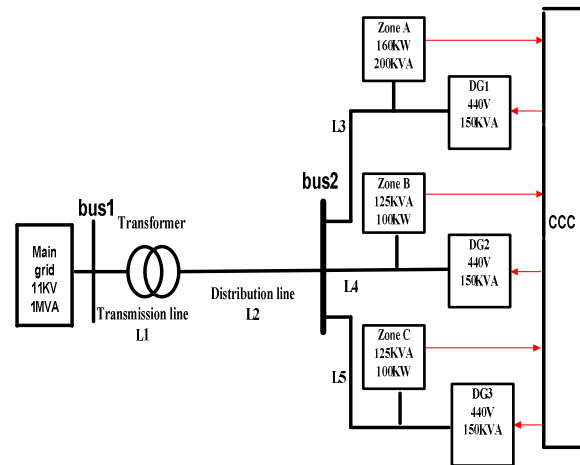 Zone A
160KW
200KVA
DG1
440V
150KVA
L3
bus2
Zone B
125KVA
100KW
CCC
bus1
Transformer
Main
grid
11KV
1MVA
DG2
440V
150KVA
L4
Distribution line
L2
Transmission line
L1
Zone C
125KVA
100KW
L5
DG3
440V
150KVA